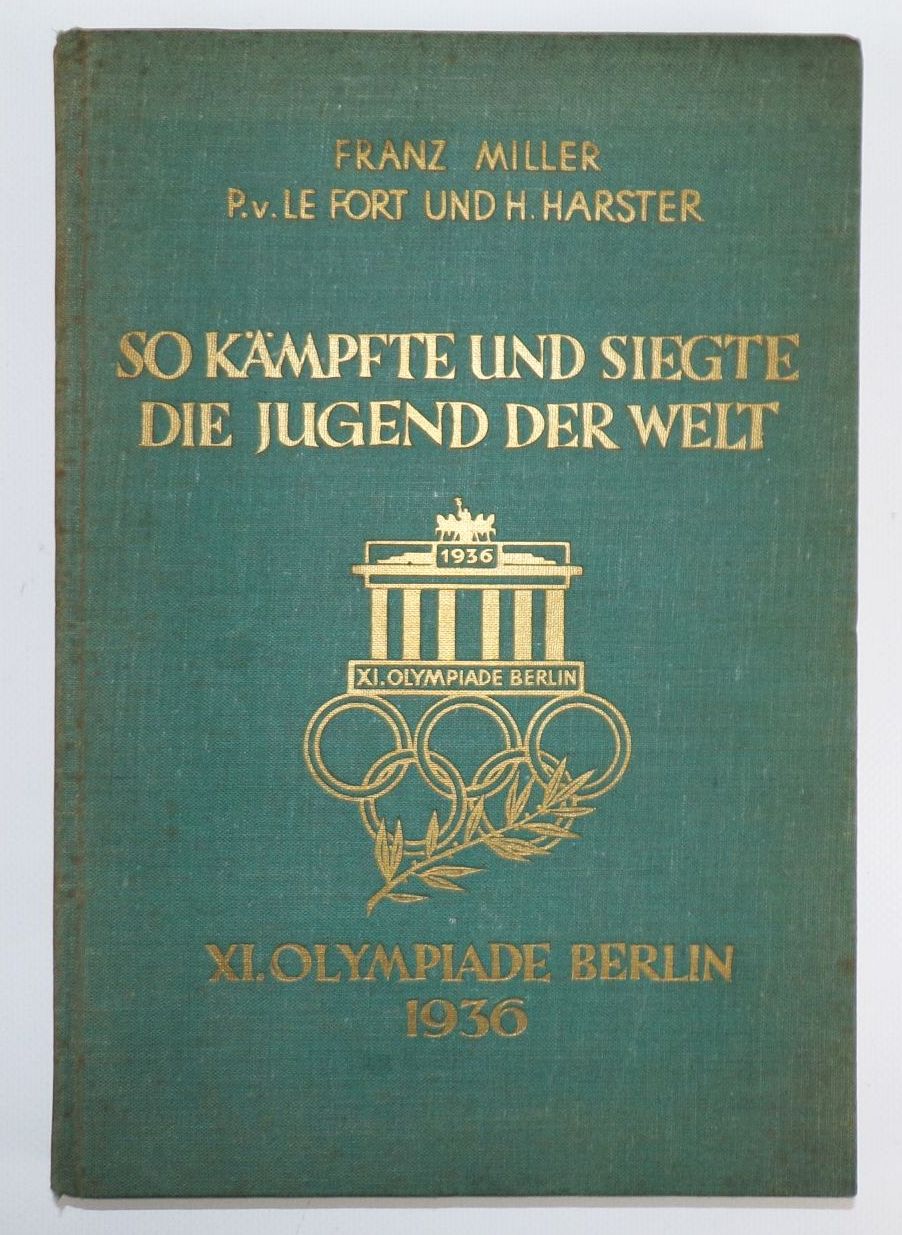 FRANZ MILLER
P.v. LE FORT UND H. HARSTER
SO KÄMPFTE UND SIEGTE
DIE JUGEND DER WELT
1936
XI. OLYMPIADE BERLIN
XI. OLYMPIADE BERLIN
1936